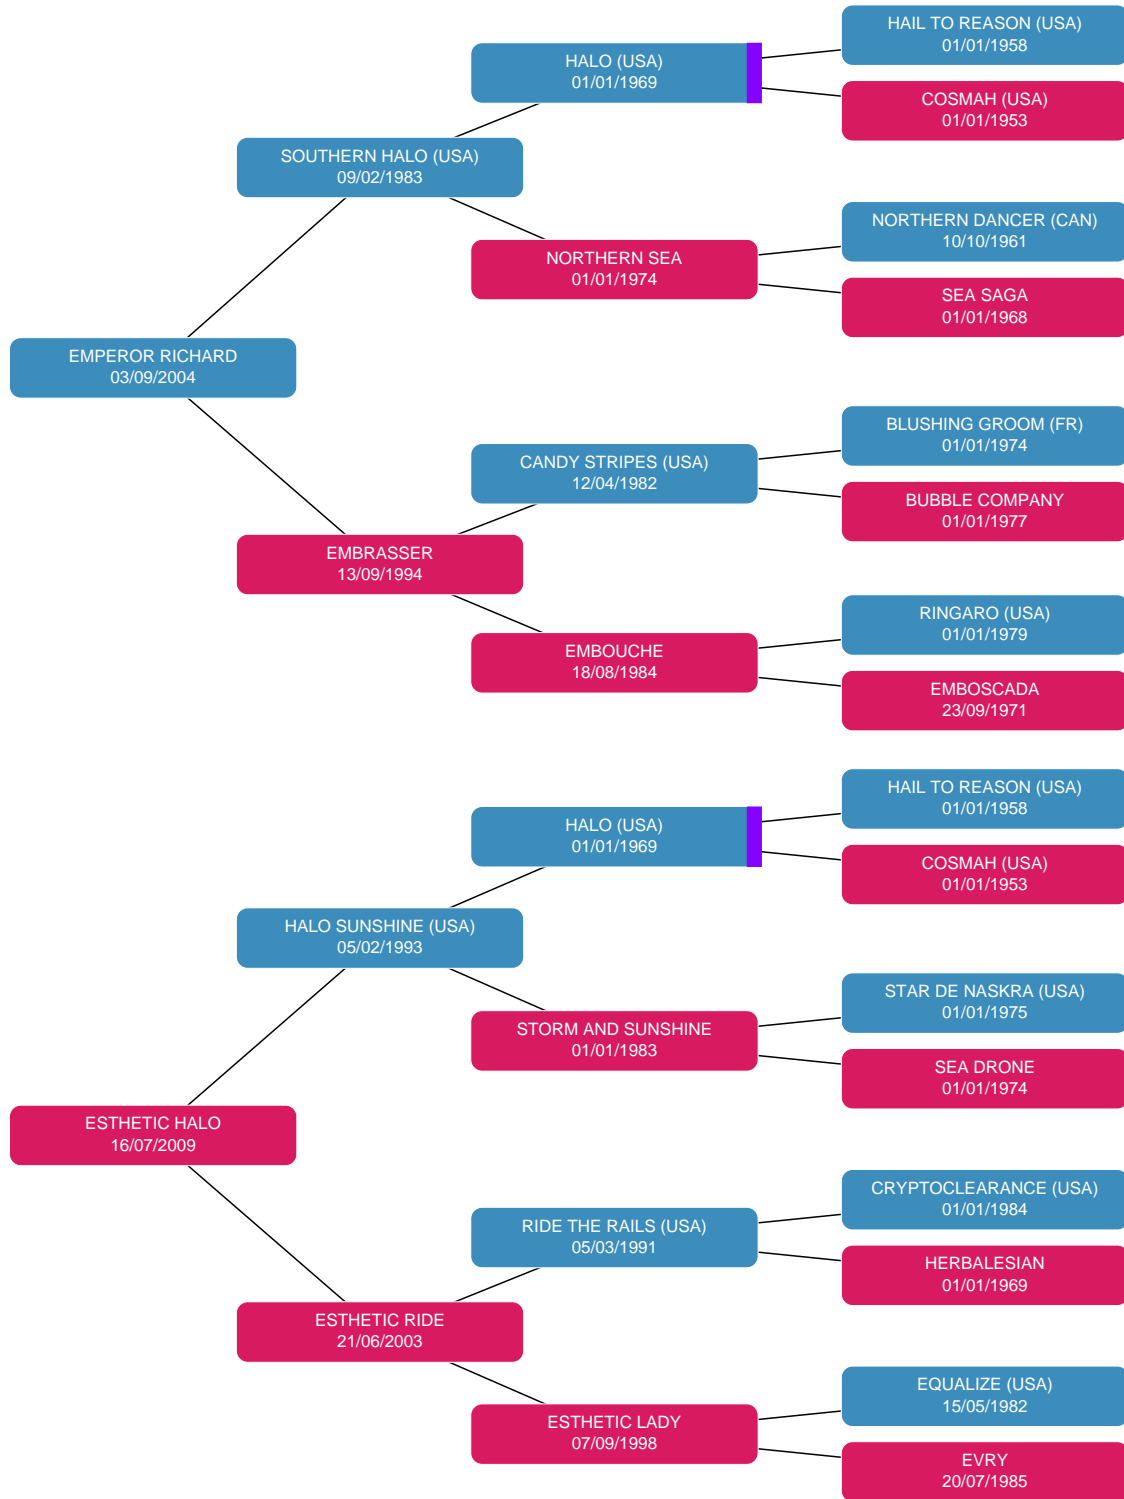 HAIL TO REASON (USA)
01/01/1958
HALO (USA)
01/01/1969
COSMAH (USA)
01/01/1953
SOUTHERN HALO (USA)
09/02/1983
NORTHERN DANCER (CAN)
10/10/1961
NORTHERN SEA
01/01/1974
SEA SAGA
01/01/1968
EMPEROR RICHARD
03/09/2004
BLUSHING GROOM (FR)
01/01/1974
CANDY STRIPES (USA)
12/04/1982
BUBBLE COMPANY
01/01/1977
EMBRASSER
13/09/1994
RINGARO (USA)
01/01/1979
EMBOUCHE
18/08/1984
EMBOSCADA
23/09/1971
HAIL TO REASON (USA)
01/01/1958
HALO (USA)
01/01/1969
COSMAH (USA)
01/01/1953
HALO SUNSHINE (USA)
05/02/1993
STAR DE NASKRA (USA)
01/01/1975
STORM AND SUNSHINE
01/01/1983
SEA DRONE
01/01/1974
ESTHETIC HALO
16/07/2009
CRYPTOCLEARANCE (USA)
01/01/1984
RIDE THE RAILS (USA)
05/03/1991
HERBALESIAN
01/01/1969
ESTHETIC RIDE
21/06/2003
EQUALIZE (USA)
15/05/1982
ESTHETIC LADY
07/09/1998
EVRY
20/07/1985